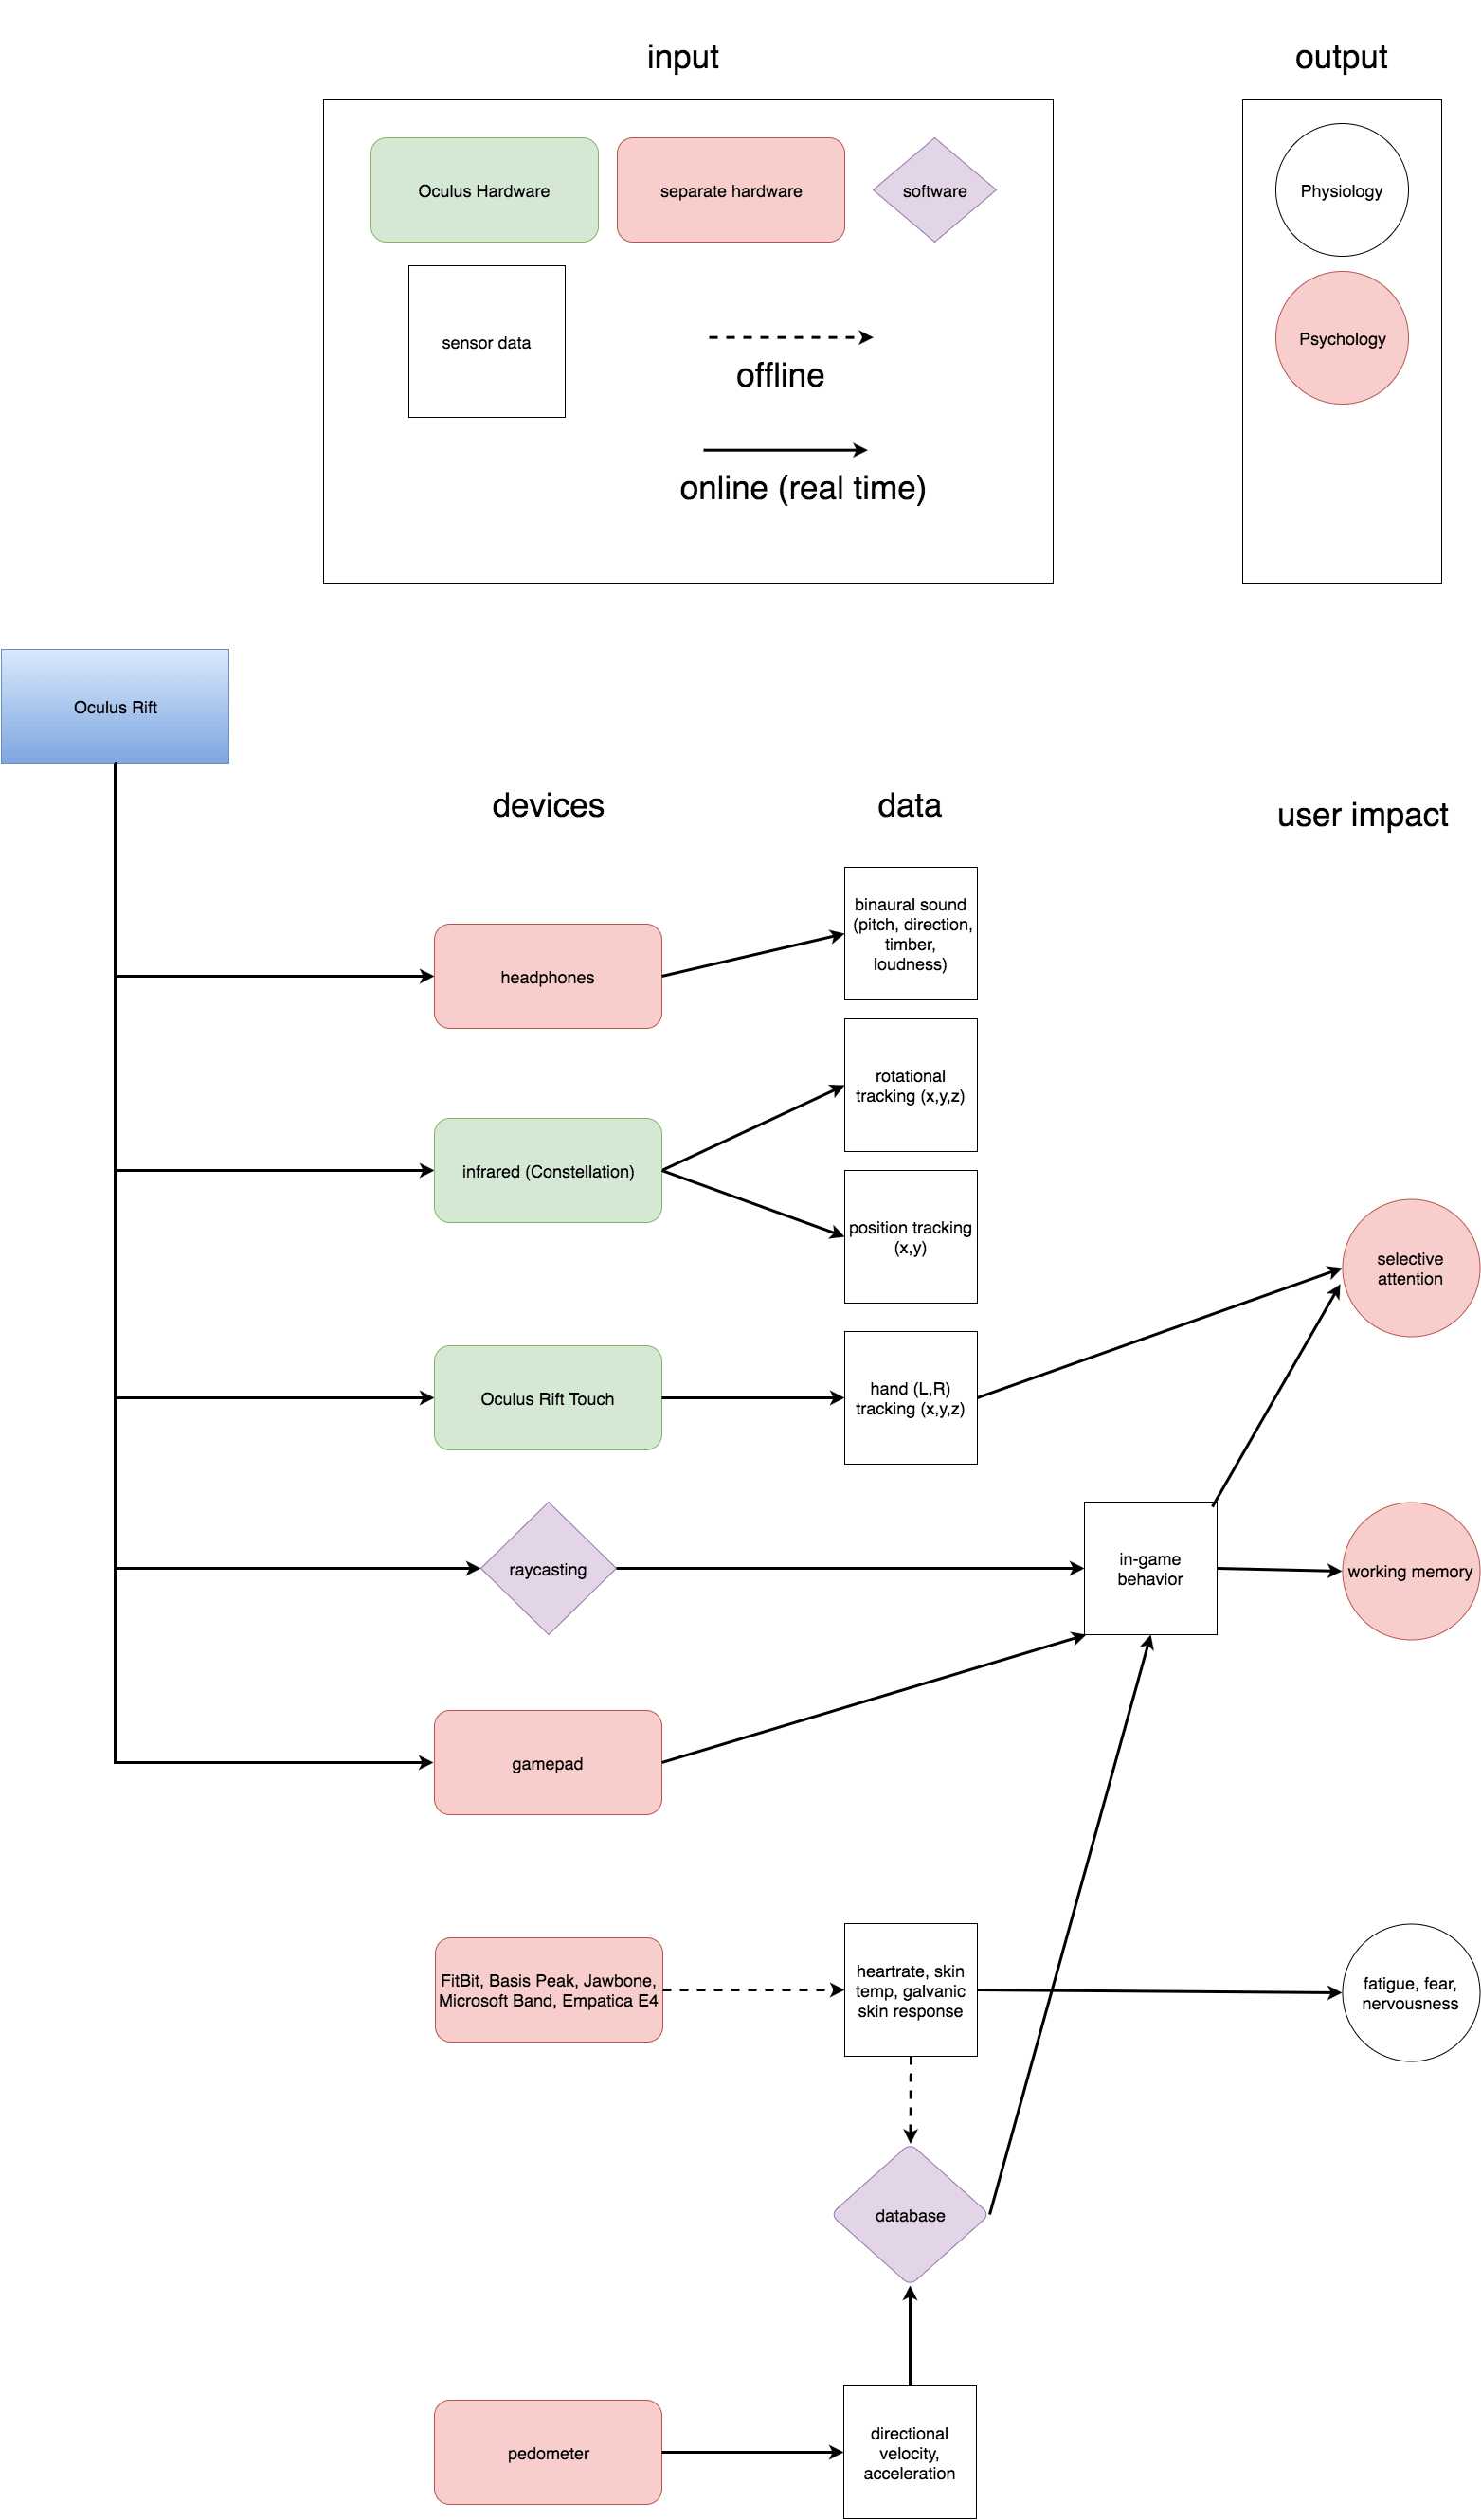 input
output
Oculus Hardware
separate hardware
software
Physiology
sensor data
Psychology
offline
online (real time)
Oculus Rift
devices
data
user impact
binaural sound
(pitch, direction,
timber,
loudness)
headphones
rotational
tracking (x,y,z)
infrared (Constellation)
position tracking
(x,y)
selective
attention
Oculus Rift Touch
hand (L,R)
tracking (x,y,z)
raycasting
in-game
behavior
working memory
gamepad
FitBit, Basis Peak, Jawbone,
Microsoft Band, Empatica E4
heartrate, skin
temp, galvanic
skin response
fatigue, fear,
nervousness
database
pedometer
directional
velocity,
acceleration